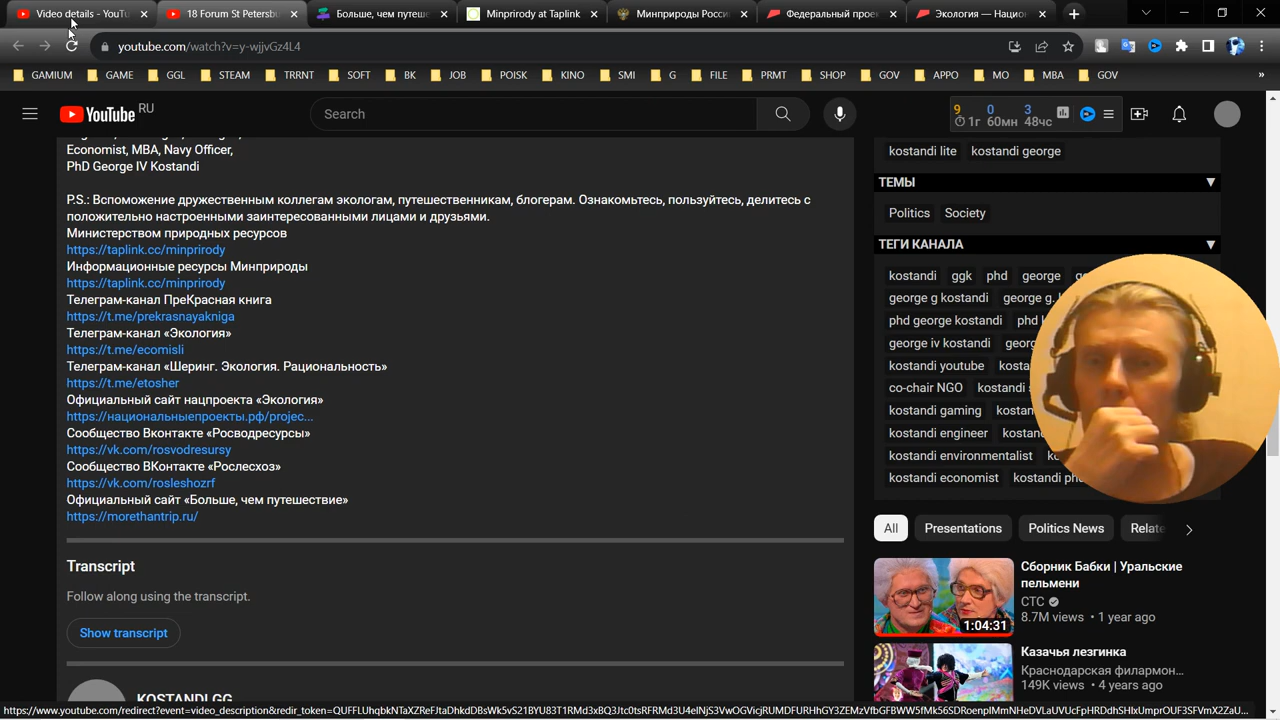 Video details - YouTu
18 Forum St Petersbu
Больше, чем путеше
Minprirody at Taplink
Минприроды Росси
Федеральный проек
Экология — Нацио
youtube.com/watch?v=y-wjjvGz4L4
GAMIUM GAME GGL STEAM TRRNT SOFT BK JOB POISK KINO SMI G FILE PRMT SHOP GOV APPO MO MBA GOV »
YouTube RU
Search
9 0 3
1г 60мн 48чс
Economist, MBA, Navy Officer,
PhD George IV Kostandi
P.S.: Вспоможение дружественным коллегам экологам, путешественникам, блогерам. Ознакомьтесь, пользуйтесь, делитесь с
положительно настроенными заинтересованными лицами и друзьями.
Министерством природных ресурсов
https://taplink.cc/minprirody
Информационные ресурсы Минприроды
https://taplink.cc/minprirody
Телеграм-канал ПреКрасная книга
https://t.me/prekrasnayakniga
Телеграм-канал «Экология»
https://t.me/ecomisli
Телеграм-канал «Шеринг. Экология. Рациональность»
https://t.me/etosher
Официальный сайт нацпроекта «Экология»
https://национальныепроекты.рф/projec...
Сообщество Вконтакте «Росводресурсы»
https://vk.com/rosvodresursy
Сообщество ВКонтакте «Рослесхоз»
https://vk.com/rosleshozrf
Официальный сайт «Больше, чем путешествие»
https://morethantrip.ru/
Transcript
Follow along using the transcript.
Show transcript
KOSTANDI GG
kostandi lite kostandi george
ТЕМЫ
Politics Society
ТЕГИ КАНАЛА
kostandi ggk phd george
george g kostandi george g.
phd george kostandi
george iv kostandi
kostandi youtube
co-chair NGO
kostandi gaming
kostandi engineer
kostandi environmentalist
kostandi economist kostandi
All Presentations Politics News Relate
Сборник Бабки | Уральские
пельмени
СТС
8.7M views • 1 year ago
1:04:31
Казачья лезгинка
Краснодарская филармон...
149K views • 4 years ago